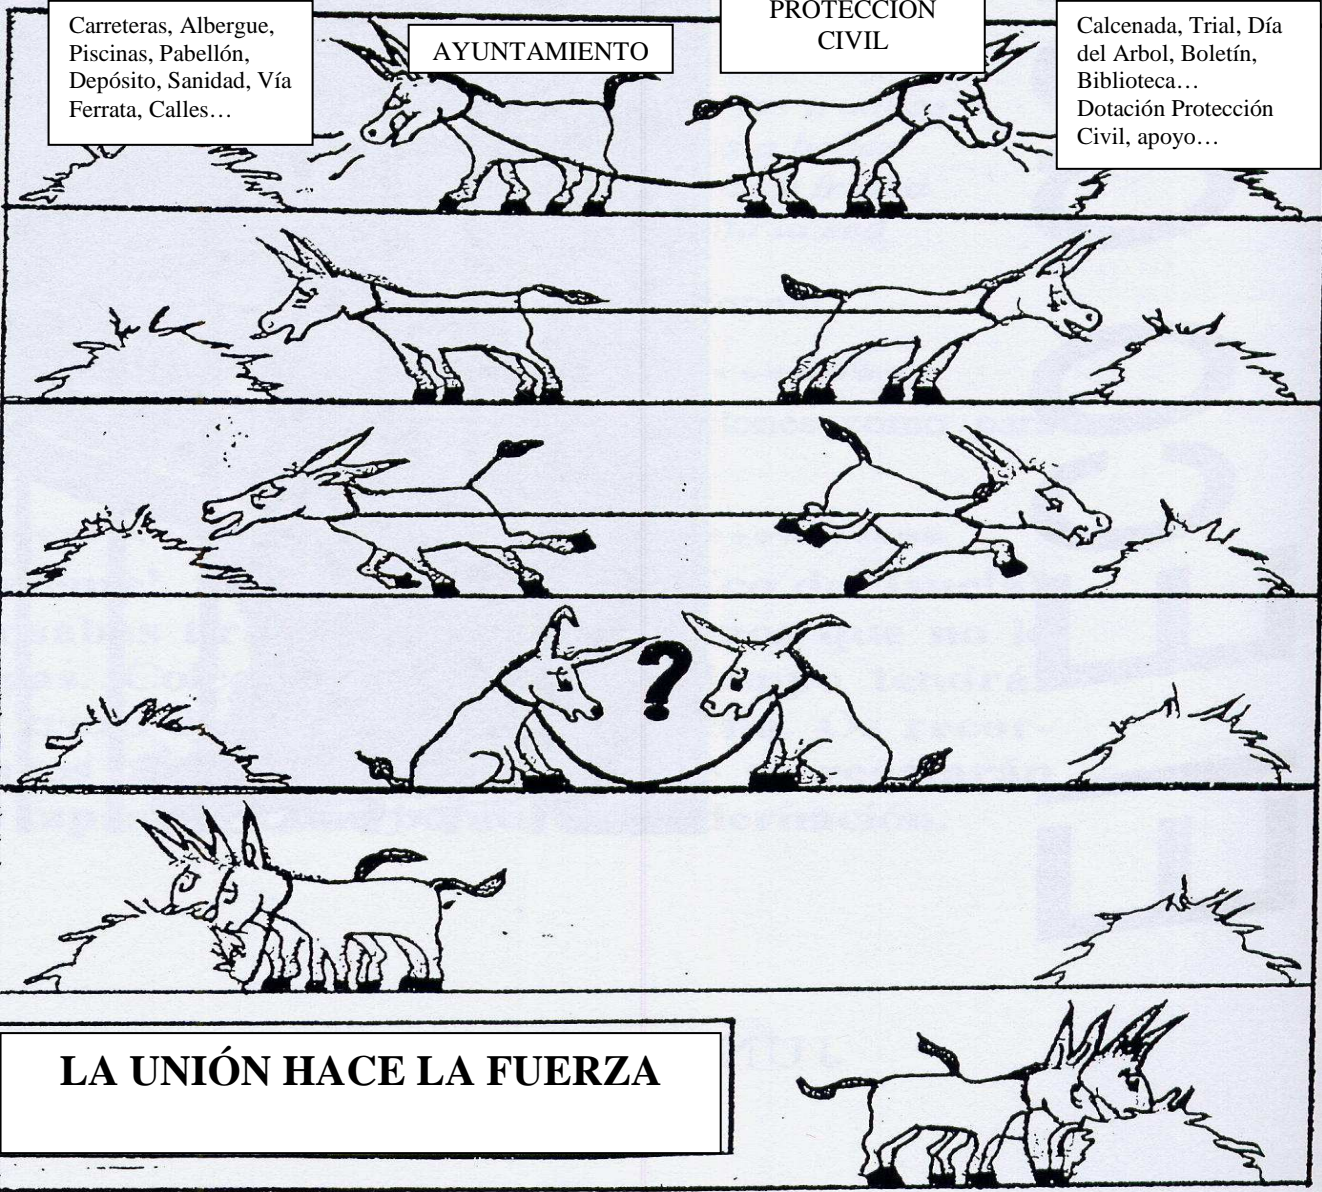 Carreteras, Albergue,
Piscinas, Pabellón,
Depósito, Sanidad, Vía
Ferrata, Calles…
AYUNTAMIENTO
PROTECCIÓN
CIVIL
Calcenada, Trial, Día
del Arbol, Boletín,
Biblioteca…
Dotación Protección
Civil, apoyo…
?
LA UNIÓN HACE LA FUERZA